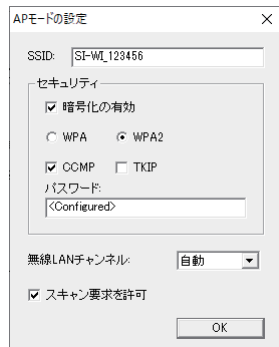 APモードの設定
SSID: SI-WI_123456
セキュリティ
暗号化の有効
WPA WPA2
CCMP TKIP
パスワード:
<Configured>
無線LANチャンネル: 自動
スキャン要求を許可
OK